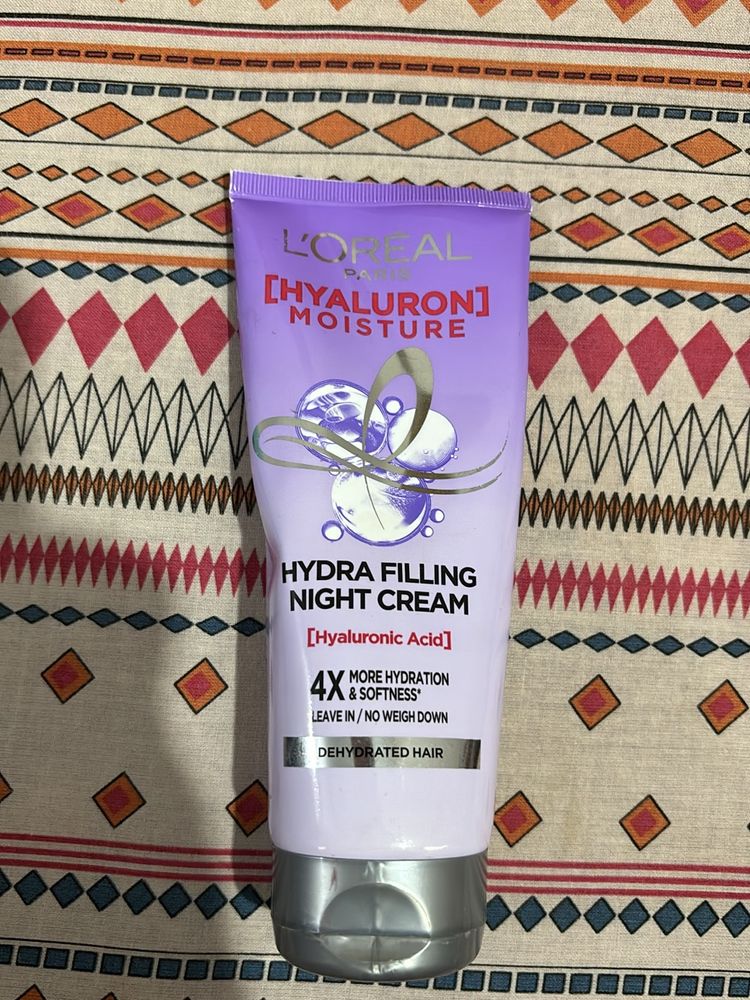 L'ORÉAL
PARIS
[HYALURON]
MOISTURE
HYDRA FILLING
NIGHT CREAM
[Hyaluronic Acid]
4X MORE HYDRATION
& SOFTNESS*
LEAVE IN / NO WEIGH DOWN
DEHYDRATED HAIR